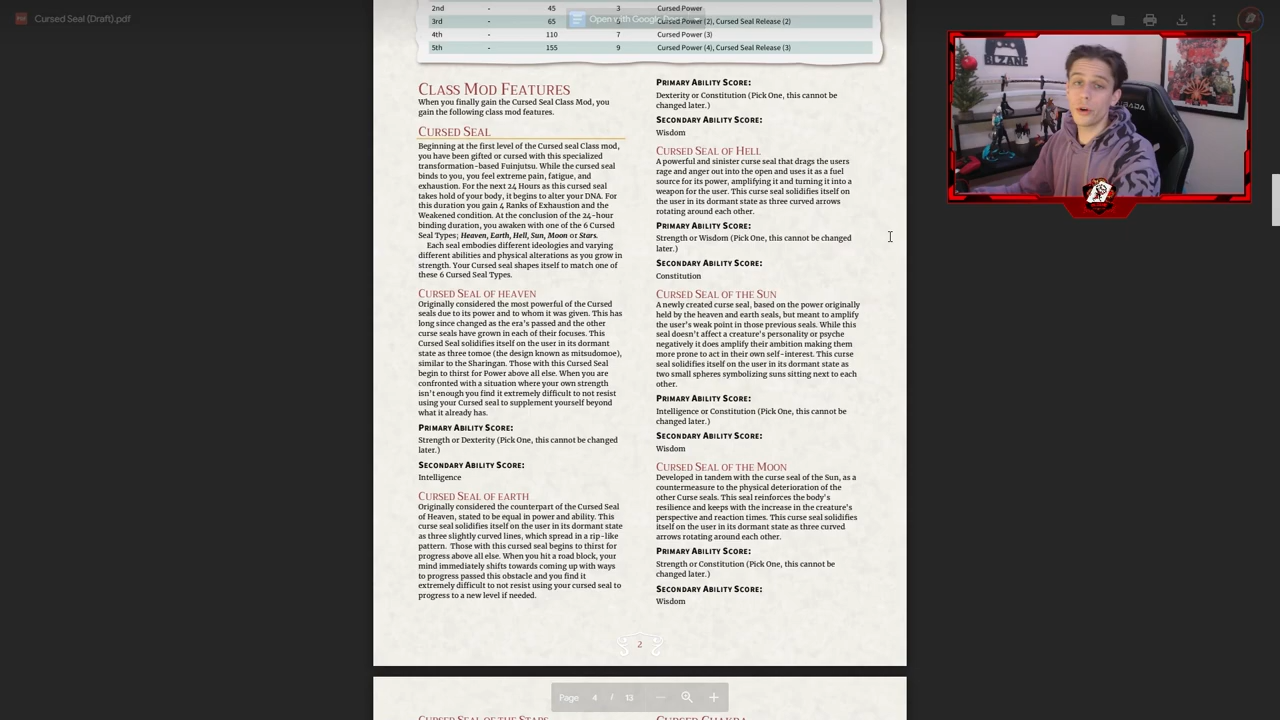 Cursed Seal (Draft).pdf
Open with Google
2nd - 45 3 Cursed Power
3rd - 65 Cursed Power (2), Cursed Seal Release (2)
4th - 110 7 Cursed Power (3)
5th - 155 9 Cursed Power (4), Cursed Seal Release (3)
CLASS MOD FEATURES
When you finally gain the Cursed Seal Class Mod, you
gain the following class mod features.
CURSED SEAL
Beginning at the first level of the Cursed seal Class mod,
you have been gifted or cursed with this specialized
transformation-based Fuinjutsu. While the cursed seal
binds to you, you feel extreme pain, fatigue, and
exhaustion. For the next 24 Hours as this cursed seal
takes hold of your body, it begins to alter your DNA. For
this duration you gain 4 Ranks of Exhaustion and the
Weakened condition. At the conclusion of the 24-hour
binding duration, you awaken with one of the 6 Cursed
Seal Types; Heaven, Earth, Hell, Sun, Moon or Stars.
Each seal embodies different ideologies and varying
different abilities and physical alterations as you grow in
strength. Your Cursed seal shapes itself to match one of
these 6 Cursed Seal Types.
CURSED SEAL OF HEAVEN
Originally considered the most powerful of the Cursed
seals due to its power and to whom it was given. This has
long since changed as the era's passed and the other
curse seals have grown in each of their focuses. This
Cursed Seal solidifies itself on the user in its dormant
state as three tomoe (the design known as mitsudomoe),
similar to the Sharingan. Those with this Cursed Seal
begin to thirst for Power above all else. When you are
confronted with a situation where your own strength
isn't enough you find it extremely difficult to not resist
using your Cursed seal to supplement yourself beyond
what it already has.
PRIMARY ABILITY SCORE:
Strength or Dexterity (Pick One, this cannot be changed
later.)
SECONDARY ABILITY SCORE:
Intelligence
CURSED SEAL OF EARTH
Originally considered the counterpart of the Cursed Seal
of Heaven, stated to be equal in power and ability. This
curse seal solidifies itself on the user in its dormant state
as three slightly curved lines, which spread in a rip-like
pattern. Those with this cursed seal begins to thirst for
progress above all else. When you hit a road block, your
mind immediately shifts towards coming up with ways
to progress passed this obstacle and you find it
extremely difficult to not resist using your cursed seal to
progress to a new level if needed.
PRIMARY ABILITY SCORE:
Dexterity or Constitution (Pick One, this cannot be
changed later.)
SECONDARY ABILITY SCORE:
Wisdom
CURSED SEAL OF HELL
A powerful and sinister curse seal that drags the users
rage and anger out into the open and uses it as a fuel
source for its power, amplifying it and turning it into a
weapon for the user. This curse seal solidifies itself on
the user in its dormant state as three curved arrows
rotating around each other.
PRIMARY ABILITY SCORE:
Strength or Wisdom (Pick One, this cannot be changed
later.)
SECONDARY ABILITY SCORE:
Constitution
CURSED SEAL OF THE SUN
A newly created curse seal, based on the power originally
held by the heaven and earth seals, but meant to amplify
the user's weak point in those previous seals. While this
seal doesn't affect a creature's personality or psyche
negatively it does amplify their ambition making them
more prone to act in their own self-interest. This curse
seal solidifies itself on the user in its dormant state as
two small spheres symbolizing suns sitting next to each
other.
PRIMARY ABILITY SCORE:
Intelligence or Constitution (Pick One, this cannot be
changed later.)
SECONDARY ABILITY SCORE:
Wisdom
CURSED SEAL OF THE MOON
Developed in tandem with the curse seal of the Sun, as a
countermeasure to the physical deterioration of the
other Curse seals. This seal reinforces the body's
resilience and keeps with the increase in the creature's
perspective and reaction times. This curse seal solidifies
itself on the user in its dormant state as three curved
arrows rotating around each other.
PRIMARY ABILITY SCORE:
Strength or Constitution (Pick One, this cannot be
changed later.)
SECONDARY ABILITY SCORE:
Wisdom
2
Page 4 / 13
CURSED SEAL OF THE STARS
CURSED CHAKRA